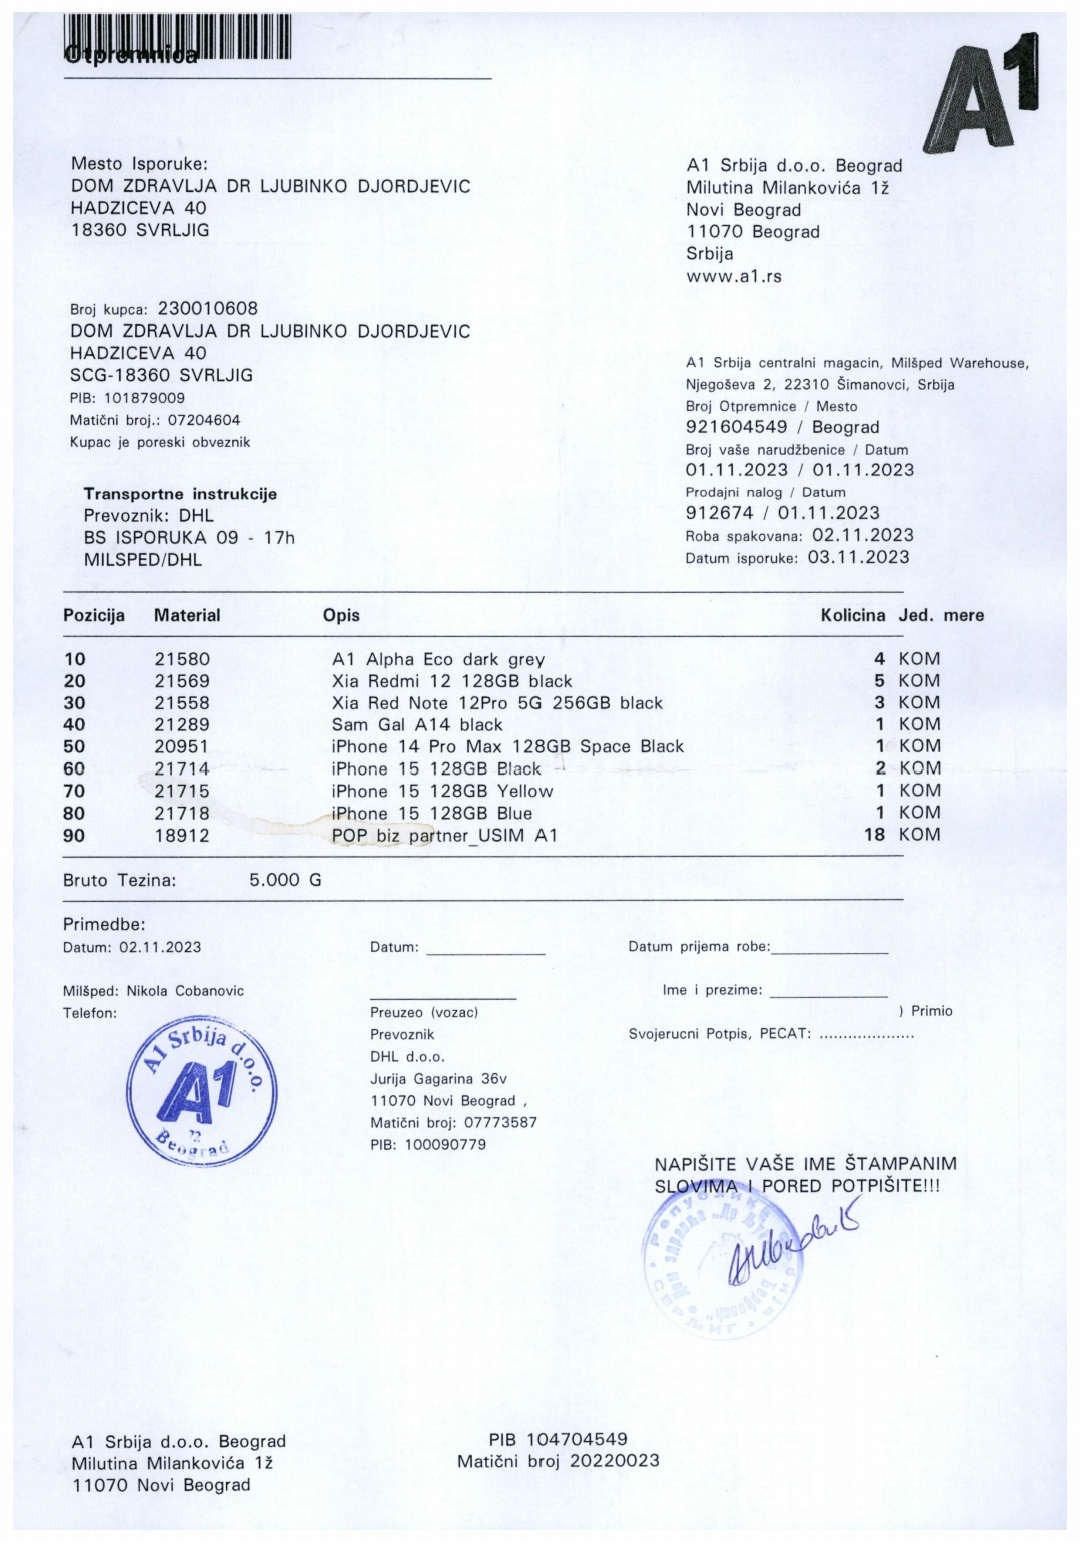 Otpremnica
A1
Mesto Isporuke:
DOM ZDRAVLJA DR LJUBINKO DJORDJEVIC
HADZICEVA 40
18360 SVRLJIG
A1 Srbija d.o.o. Beograd
Milutina Milankovića 1ž
Novi Beograd
11070 Beograd
Srbija
www.a1.rs
Broj kupca: 230010608
DOM ZDRAVLJA DR LJUBINKO DJORDJEVIC
HADZICEVA 40
SCG-18360 SVRLJIG
PIB: 101879009
Matični broj.: 07204604
Kupac je poreski obveznik
A1 Srbija centralni magacin, Milšped Warehouse,
Njegoševa 2, 22310 Šimanovci, Srbija
Broj Otpremnice / Mesto
921604549 / Beograd
Broj vaše narudžbenice / Datum
01.11.2023 / 01.11.2023
Prodajni nalog / Datum
912674 / 01.11.2023
Roba spakovana: 02.11.2023
Datum isporuke: 03.11.2023
Transportne instrukcije
Prevoznik: DHL
BS ISPORUKA 09 - 17h
MILSPED/DHL
Pozicija Material Opis Kolicina Jed. mere
10 21580 A1 Alpha Eco dark grey 4 KOM
20 21569 Xia Redmi 12 128GB black 5 KOM
30 21558 Xia Red Note 12Pro 5G 256GB black 3 KOM
40 21289 Sam Gal A14 black 1 KOM
50 20951 iPhone 14 Pro Max 128GB Space Black 1 KOM
60 21714 iPhone 15 128GB Black 2 KOM
70 21715 iPhone 15 128GB Yellow 1 KOM
80 21718 iPhone 15 128GB Blue 1 KOM
90 18912 POP biz partner_USIM A1 18 KOM
Bruto Tezina: 5.000 G
Primedbe:
Datum: 02.11.2023
Milšped: Nikola Cobanovic
Telefon:
A1 Srbija d.o.o.
A1
22
Beograd
Datum: ____________
Preuzeo (vozac)
Prevoznik
DHL d.o.o.
Jurija Gagarina 36v
11070 Novi Beograd ,
Matični broj: 07773587
PIB: 100090779
Datum prijema robe: ____________
Ime i prezime: ____________
) Primio
Svojerucni Potpis, PECAT: ....................
NAPIŠITE VAŠE IME ŠTAMPANIM
SLOVIMA I PORED POTPIŠITE!!!
A1 Srbija d.o.o. Beograd
Milutina Milankovića 1ž
11070 Novi Beograd
PIB 104704549
Matični broj 20220023